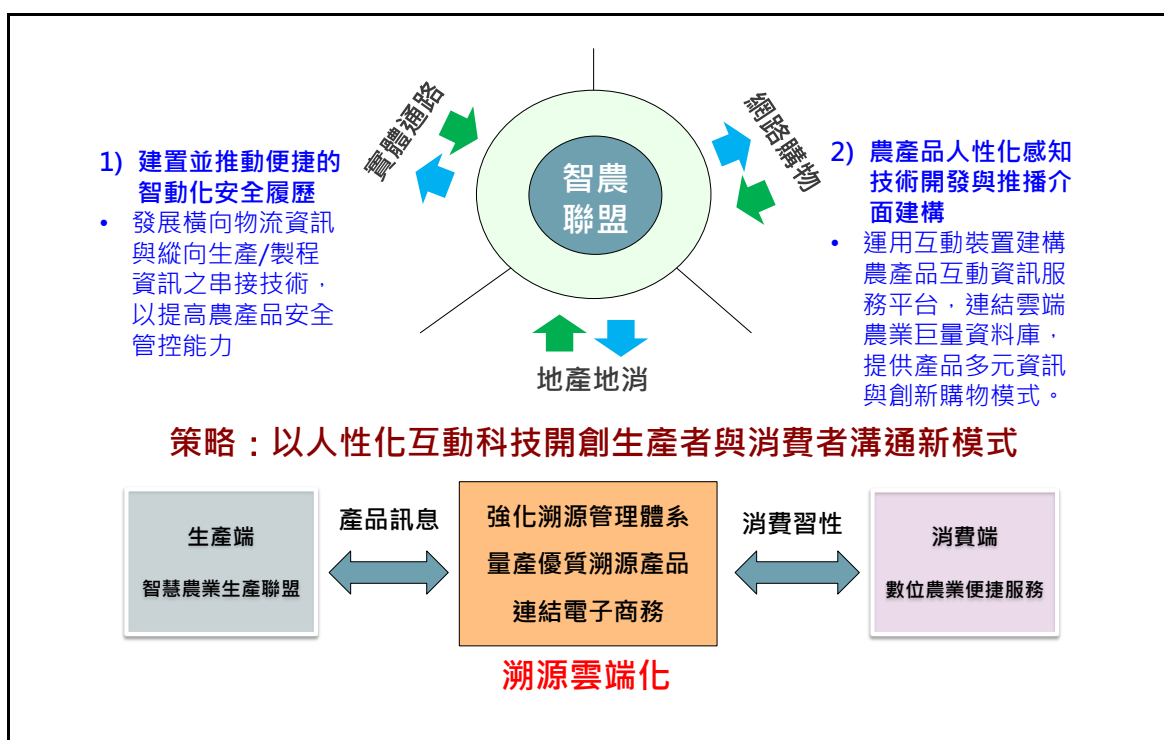 實體通路
網路購物
智農
聯盟
地產地消
1) 建置並推動便捷的
智動化安全履歷
• 發展橫向物流資訊
與縱向生產/製程
資訊之串接技術，
以提高農產品安全
管控能力
2) 農產品人性化感知
技術開發與推播介
面建構
• 運用互動裝置建構
農產品互動資訊服
務平台，連結雲端
農業巨量資料庫，
提供產品多元資訊
與創新購物模式。
策略：以人性化互動科技開創生產者與消費者溝通新模式
生產端
智慧農業生產聯盟
產品訊息
強化溯源管理體系
量產優質溯源產品
連結電子商務
消費習性
消費端
數位農業便捷服務
溯源雲端化